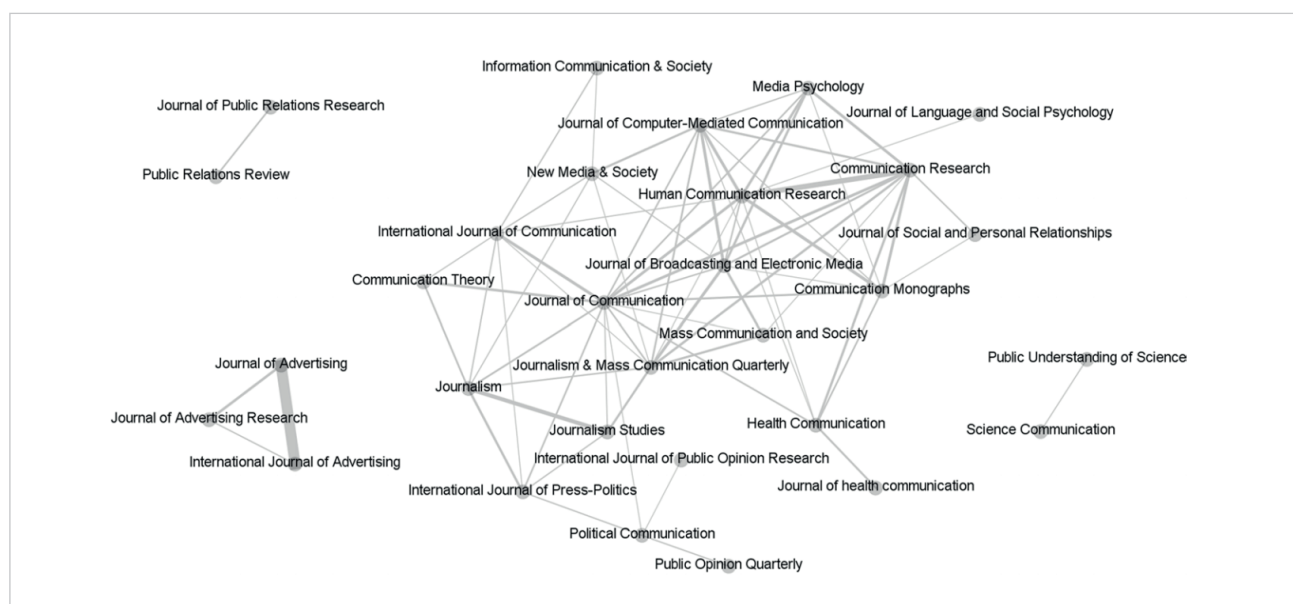 Information Communication & Society
Media Psychology
Journal of Public Relations Research
Journal of Language and Social Psychology
Journal of Computer-Mediated Communication
Communication Research
New Media & Society
Public Relations Review
Human Communication Research
International Journal of Communication
Journal of Social and Personal Relationships
Journal of Broadcasting and Electronic Media
Communication Theory
Communication Monographs
Journal of Communication
Mass Communication and Society
Public Understanding of Science
Journal of Advertising
Journalism & Mass Communication Quarterly
Journalism
Journal of Advertising Research
Health Communication
Journalism Studies
Science Communication
International Journal of Public Opinion Research
International Journal of Advertising
Journal of health communication
International Journal of Press-Politics
Political Communication
Public Opinion Quarterly